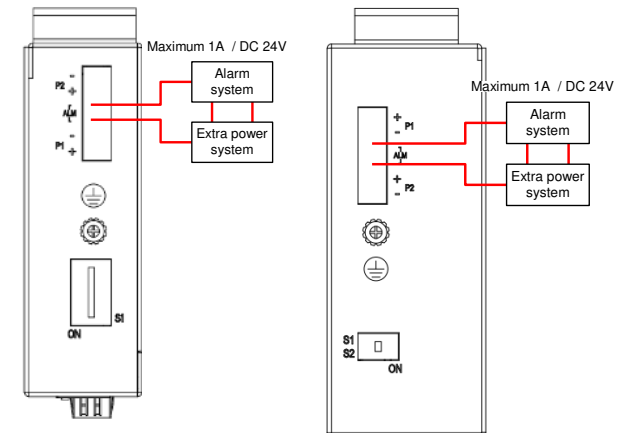 Maximum 1A / DC 24V
Alarm
system
Extra power
system
-
P2
+
ALM
-
P1
+
S1
ON
Maximum 1A / DC 24V
Alarm
system
Extra power
system
+
P1
-
ALM
+
P2
-
S1
S2
ON